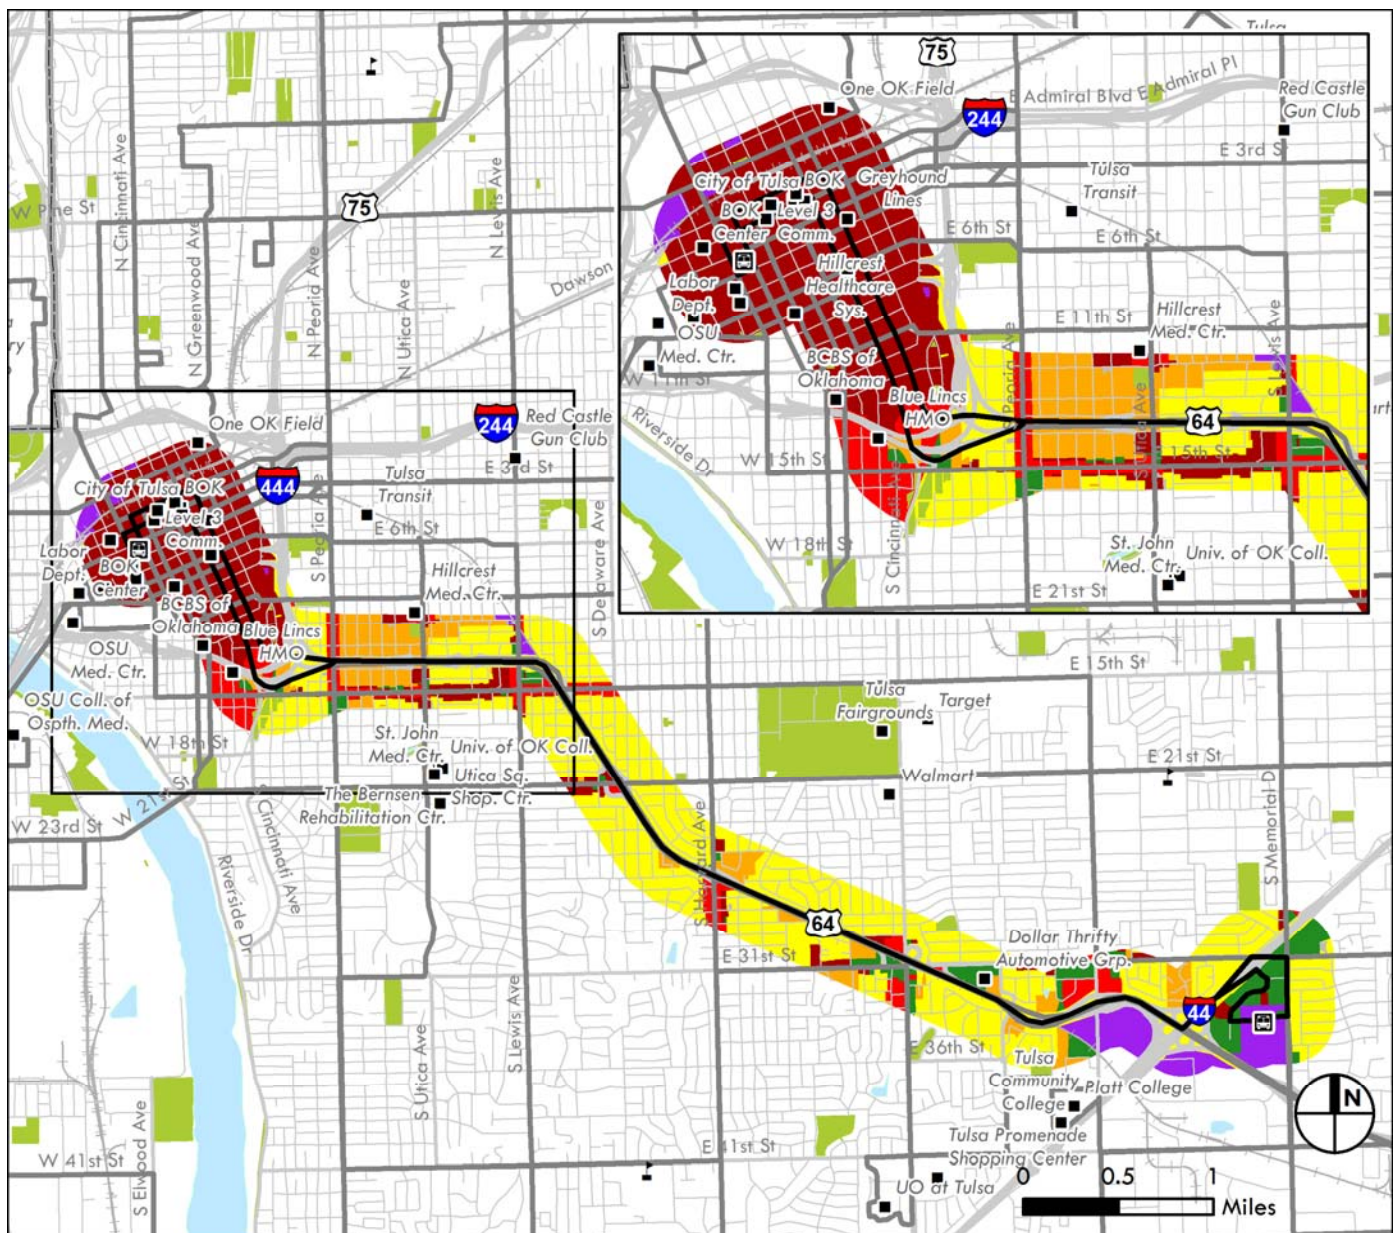 Tulsa
75
One OK Field
E Admiral Blvd
E Admiral Pl
244
Red Castle
Gun Club
E 3rd St
City of Tulsa
BOK
Greyhound
Lines
Tulsa
Transit
BOK
Center
Level 3
Comm.
E 6th St
E 6th St
Labor
Dept.
Hillcrest
Healthcare
Sys.
OSU
Med. Ctr.
E 11th St
Hillcrest
Med. Ctr.
S Lewis Ave
S Peoria Ave
S Utica Ave
W 11th St
BCBS of
Oklahoma
Blue Lincs
HMO
64
Riverside Dr
W 15th St
15th St
S Cincinnati Ave
W 18th St
St. John
Med. Ctr.
Univ. of OK Coll.
E 21st St
N Cincinnati Ave
W Pine St
N Greenwood Ave
75
N Peoria Ave
N Utica Ave
N Lewis Ave
Dawson
One OK Field
244
Red Castle
Gun Club
E 3rd St
444
City of Tulsa
BOK
Tulsa
Transit
Level 3
Comm.
E 6th St
S Peoria Ave
S Delaware Ave
Labor
Dept.
BOK
Center
Hillcrest
Med. Ctr.
BCBS of
Oklahoma
Blue Lincs
HMO
OSU
Med. Ctr.
E 15th St
OSU Coll. of
Ospth. Med.
Tulsa
Fairgrounds
Target
W 18th St
St. John
Med. Ctr.
Univ. of OK Coll.
E 21st St
Utica Sq.
Shop. Ctr.
Walmart
W 21st St
The Bernsen
Rehabilitation Ctr.
W 23rd St
S Memorial D
Cincinnati Ave
Riverside Dr
S Harvard Ave
64
E 31st St
Dollar Thrifty
Automotive Grp.
44
S Lewis Ave
S Utica Ave
E 36th St
Tulsa
Community
College
Platt College
N
S Elwood Ave
W 41st St
E 41st St
Tulsa Promenade
Shopping Center
UO at Tulsa
0 0.5 1
Miles